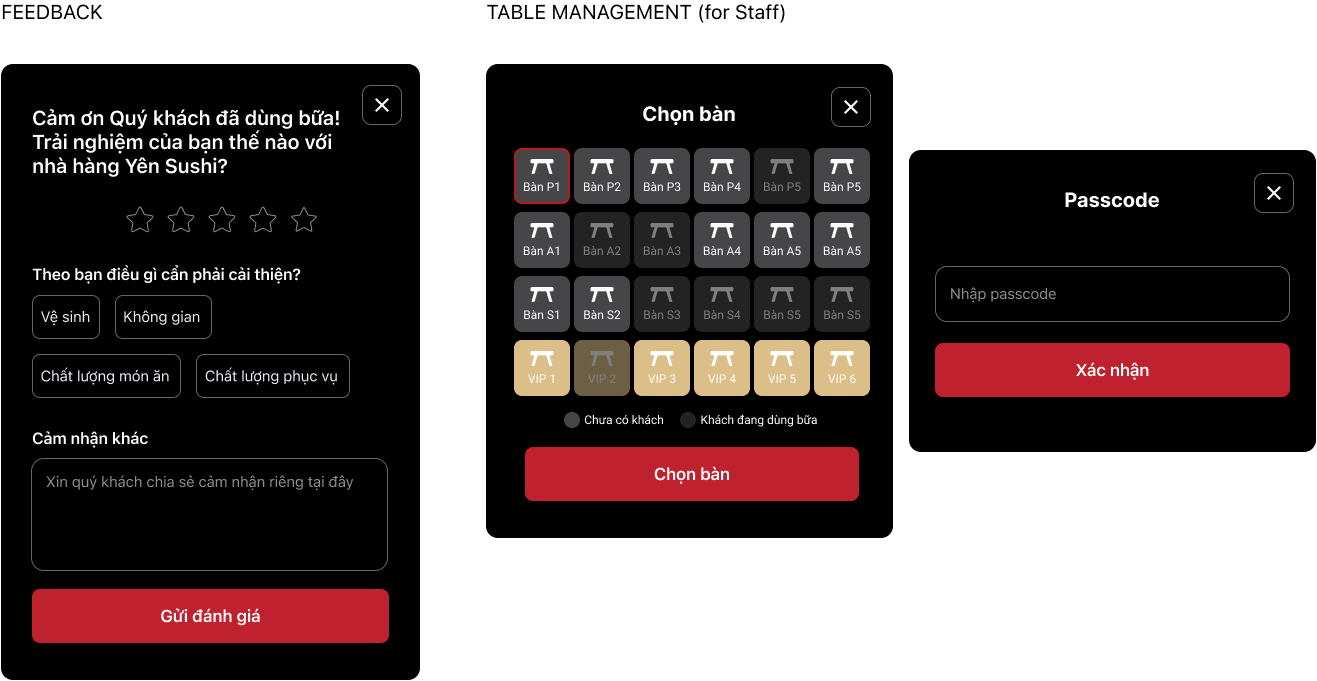 FEEDBACK
TABLE MANAGEMENT (for Staff)
Cảm ơn Quý khách đã dùng bữa!
Trải nghiệm của bạn thế nào với
nhà hàng Yên Sushi?
Theo bạn điều gì cần phải cải thiện?
Vệ sinh
Không gian
Chất lượng món ăn
Chất lượng phục vụ
Cảm nhận khác
Xin quý khách chia sẻ cảm nhận riêng tại đây
Gửi đánh giá
Chọn bàn
Bàn P1
Bàn P2
Bàn P3
Bàn P4
Bàn P5
Bàn P5
Bàn A1
Bàn A2
Bàn A3
Bàn A4
Bàn A5
Bàn A5
Bàn S1
Bàn S2
Bàn S3
Bàn S4
Bàn S5
Bàn S5
VIP 1
VIP 2
VIP 3
VIP 4
VIP 5
VIP 6
Chưa có khách
Khách đang dùng bữa
Chọn bàn
Passcode
Nhập passcode
Xác nhận